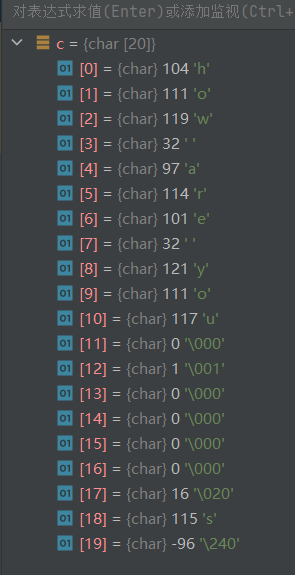 对表达式求值(Enter)或添加监视(Ctrl+
c = {char [20]}
01 [0] = {char} 104 'h'
01 [1] = {char} 111 'o'
01 [2] = {char} 119 'w'
01 [3] = {char} 32 ' '
01 [4] = {char} 97 'a'
01 [5] = {char} 114 'r'
01 [6] = {char} 101 'e'
01 [7] = {char} 32 ' '
01 [8] = {char} 121 'y'
01 [9] = {char} 111 'o'
01 [10] = {char} 117 'u'
01 [11] = {char} 0 '\000'
01 [12] = {char} 1 '\001'
01 [13] = {char} 0 '\000'
01 [14] = {char} 0 '\000'
01 [15] = {char} 0 '\000'
01 [16] = {char} 0 '\000'
01 [17] = {char} 16 '\020'
01 [18] = {char} 115 's'
01 [19] = {char} -96 '\240'